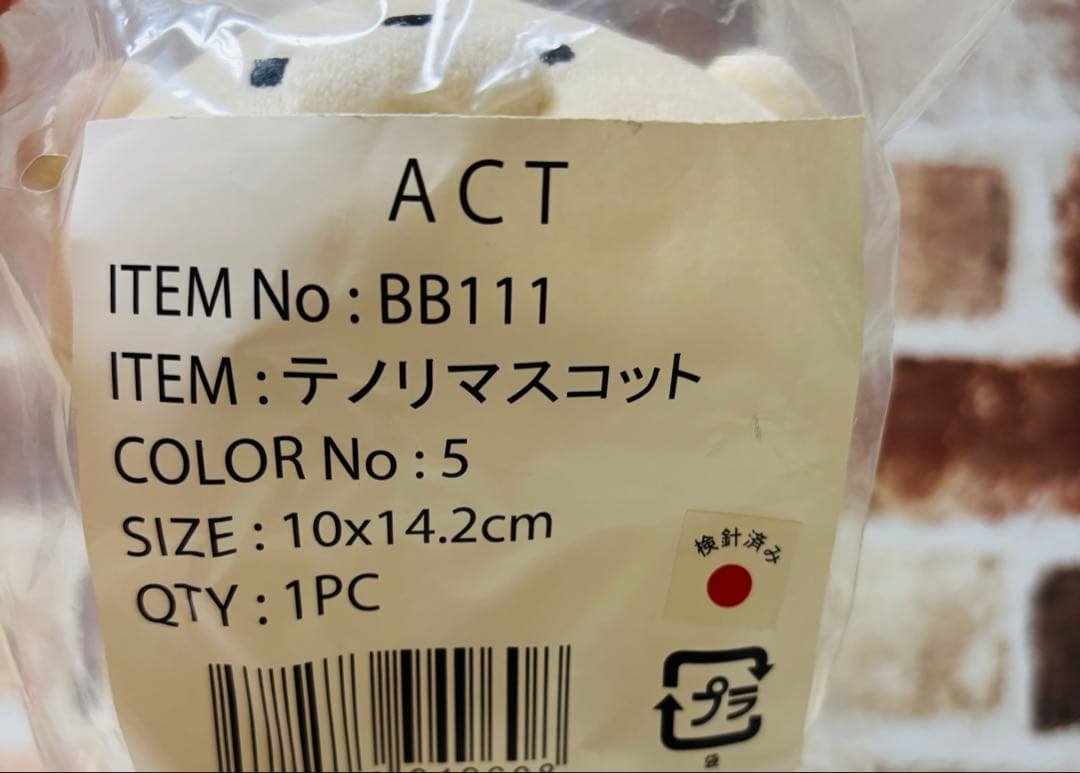 ACT
ITEM No : BB111
ITEM : テノリマスコット
COLOR No : 5
SIZE : 10x14.2cm
QTY : 1PC
検針済み
プラ